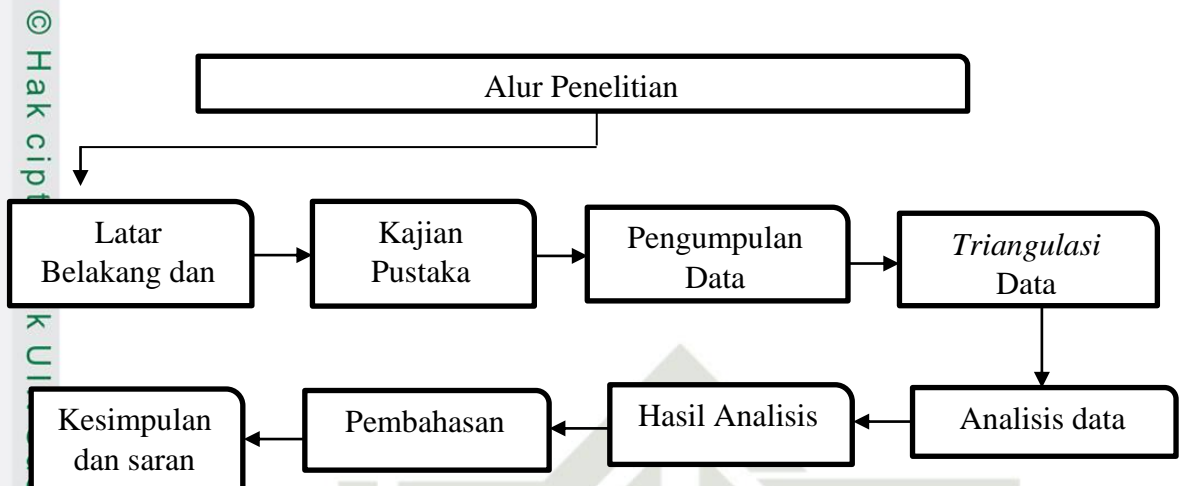 Alur Penelitian
Latar
Belakang dan
Kajian
Pustaka
Pengumpulan
Data
Triangulasi
Data
Analisis data
Hasil Analisis
Pembahasan
Kesimpulan
dan saran
© Hak